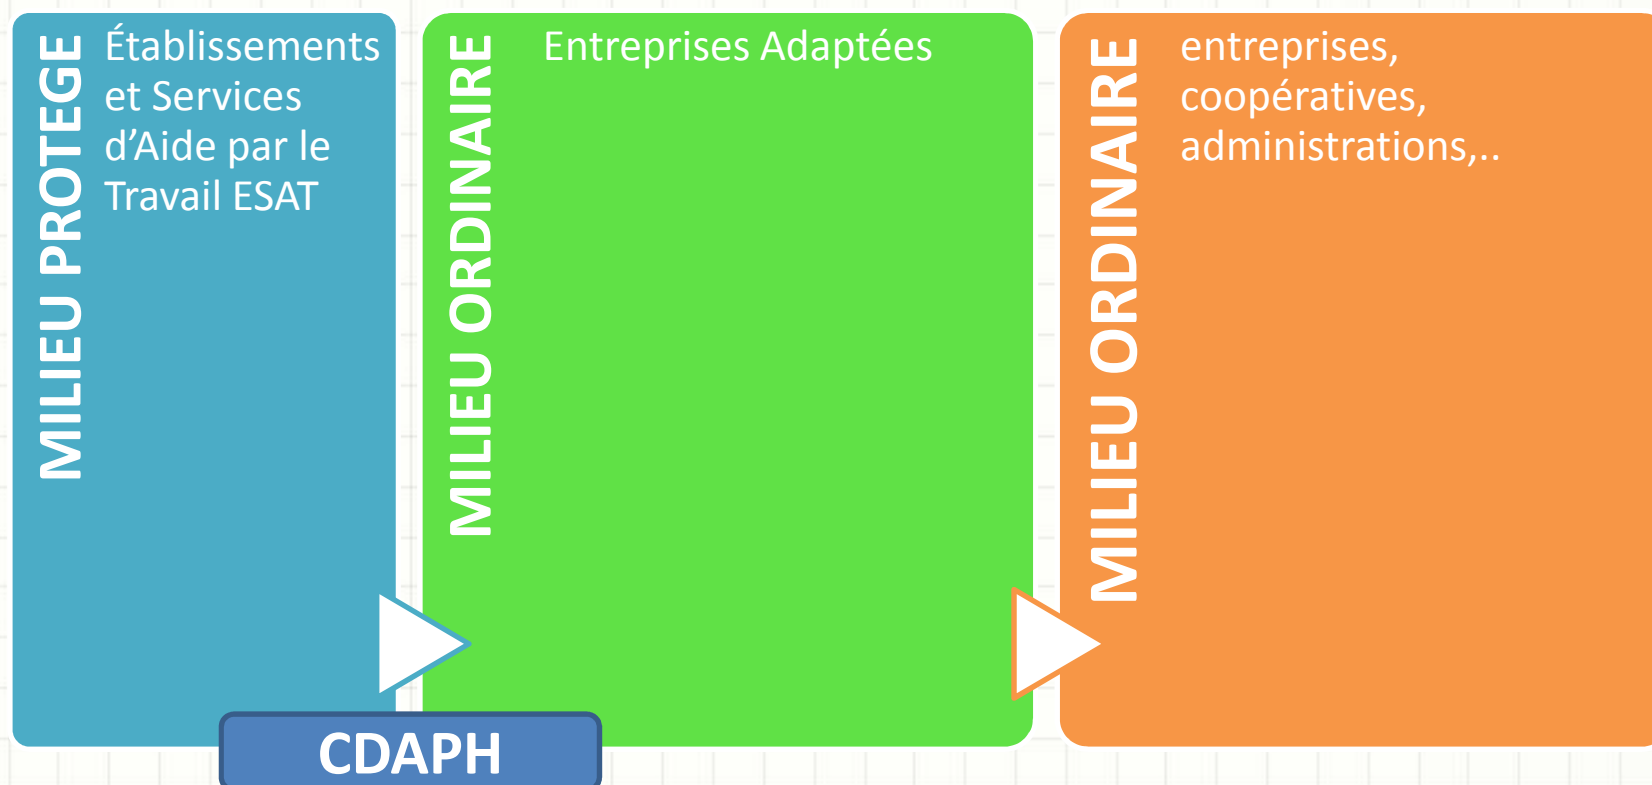 MILIEU PROTEGE
Établissements
et Services
d’Aide par le
Travail ESAT
MILIEU ORDINAIRE
Entreprises Adaptées
MILIEU ORDINAIRE
entreprises,
coopératives,
administrations,..
CDAPH